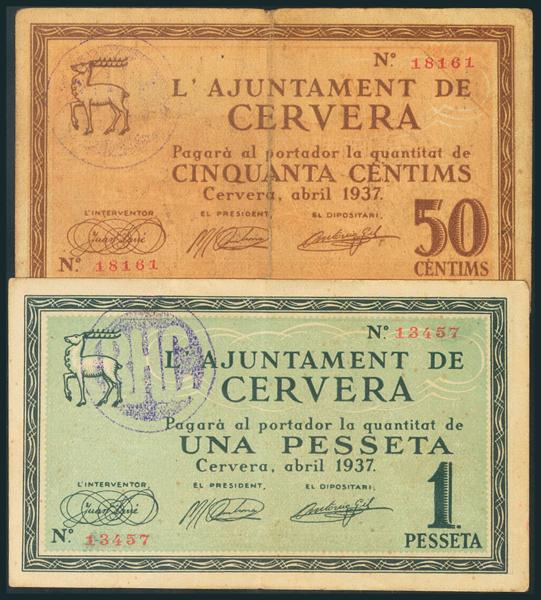 Nº 18161
L'AJUNTAMENT DE
CERVERA
Pagarà al portador la quantitat de
CINQUANTA CÈNTIMS
Cervera, abril 1937.
L'INTERVENTOR EL PRESIDENT, EL DIPOSITARI,
50
CÈNTIMS
Nº 18161
Nº 13457
L'AJUNTAMENT DE
CERVERA
Pagarà al portador la quantitat de
UNA PESSETA
Cervera, abril 1937.
L'INTERVENTOR EL PRESIDENT, EL DIPOSITARI,
1
PESSETA
Nº 13457